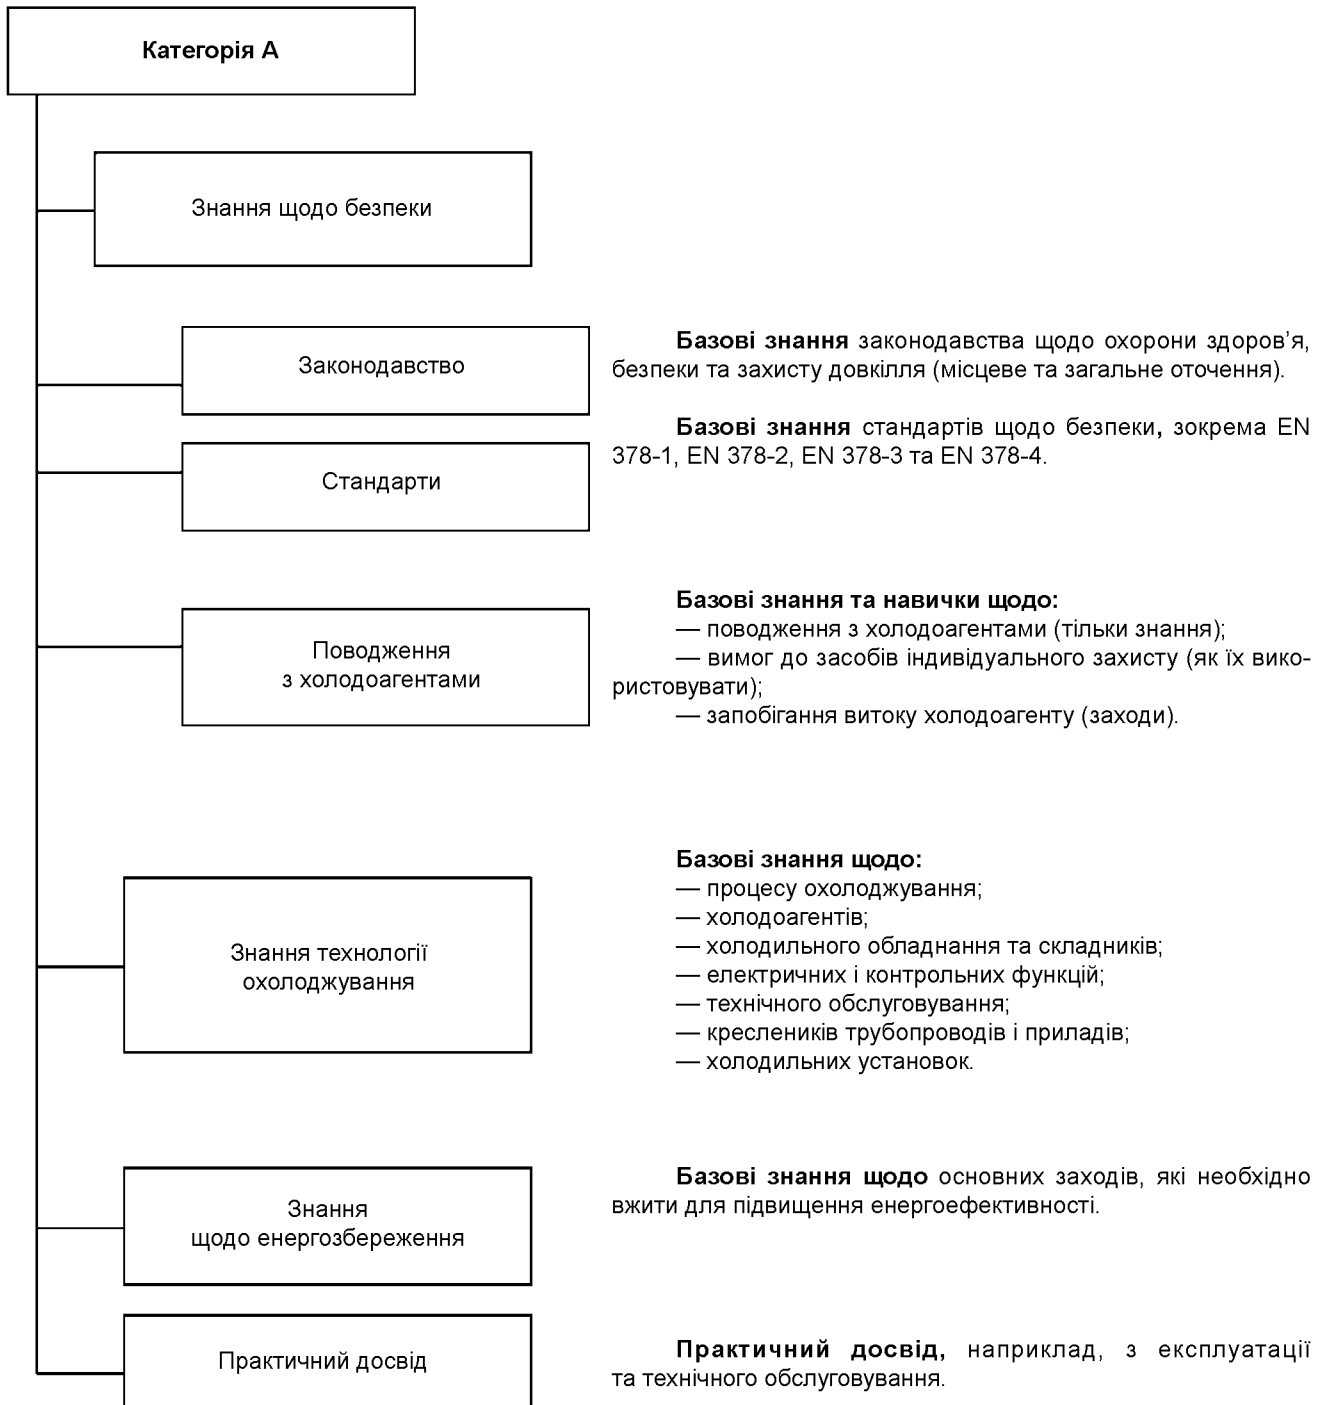 Категорія А
Знання щодо безпеки
Законодавство
Базові знання законодавства щодо охорони здоров’я,
безпеки та захисту довкілля (місцеве та загальне оточення).
Стандарти
Базові знання стандартів щодо безпеки, зокрема EN
378-1, EN 378-2, EN 378-3 та EN 378-4.
Поводження
з холодоагентами
Базові знання та навички щодо:
— поводження з холодоагентами (тільки знання);
— вимог до засобів індивідуального захисту (як їх вико-
ристовувати);
— запобігання витоку холодоагенту (заходи).
Знання технології
охолоджування
Базові знання щодо:
— процесу охолоджування;
— холодоагентів;
— холодильного обладнання та складників;
— електричних і контрольних функцій;
— технічного обслуговування;
— креслеників трубопроводів і приладів;
— холодильних установок.
Знання
щодо енергозбереження
Базові знання щодо основних заходів, які необхідно
вжити для підвищення енергоефективності.
Практичний досвід
Практичний досвід, наприклад, з експлуатації
та технічного обслуговування.